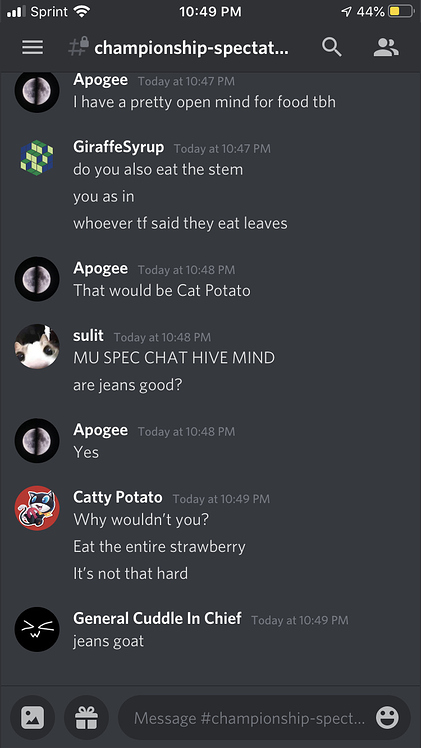 Sprint 10:49 PM 44%
# championship-spectat...
Apogee Today at 10:47 PM
I have a pretty open mind for food tbh
GiraffeSyrup Today at 10:47 PM
do you also eat the stem
you as in
whoever tf said they eat leaves
Apogee Today at 10:48 PM
That would be Cat Potato
sulit Today at 10:48 PM
MU SPEC CHAT HIVE MIND
are jeans good?
Apogee Today at 10:48 PM
Yes
Catty Potato Today at 10:49 PM
Why wouldn't you?
Eat the entire strawberry
It's not that hard
General Cuddle In Chief Today at 10:49 PM
jeans goat
Message #championship-spect...